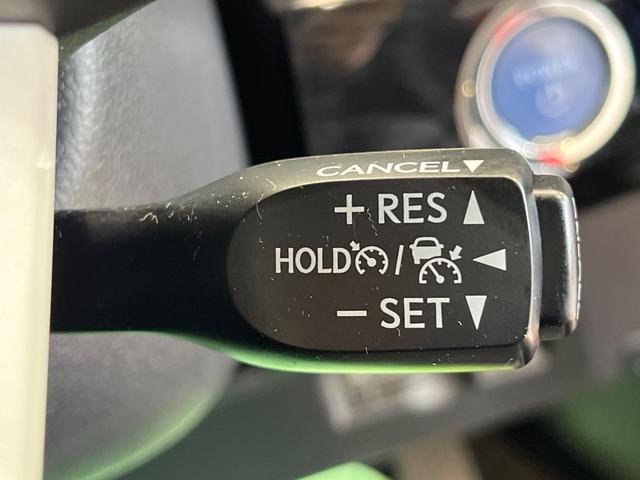 CANCEL▼
+ RES ▲
HOLD / ◀
− SET ▼